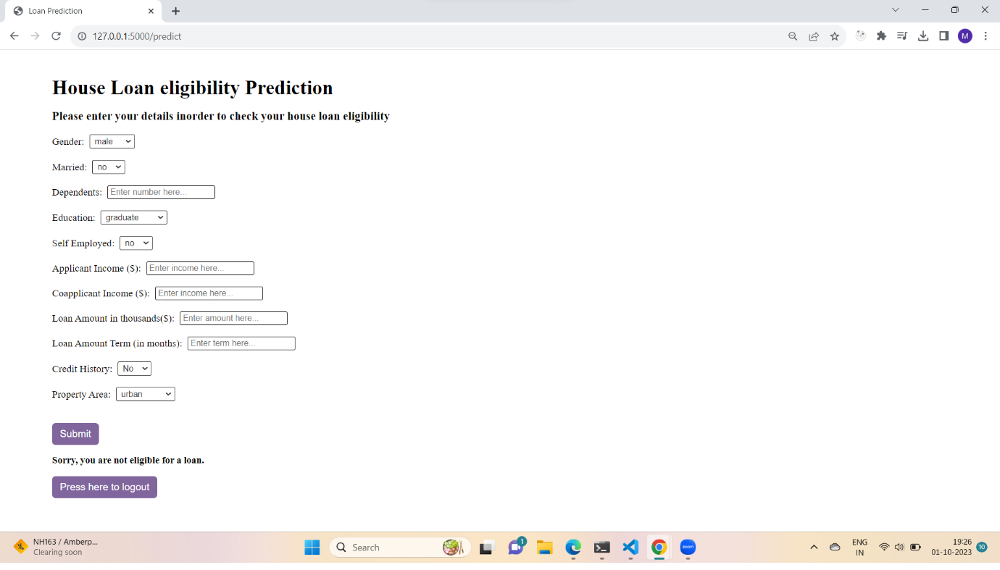 Loan Prediction
127.0.0.1:5000/predict
M
House Loan eligibility Prediction
Please enter your details inorder to check your house loan eligibility
Gender: male
Married: no
Dependents: Enter number here...
Education: graduate
Self Employed: no
Applicant Income ($): Enter income here...
Coapplicant Income ($): Enter income here...
Loan Amount in thousands($): Enter amount here...
Loan Amount Term (in months): Enter term here...
Credit History: No
Property Area: urban
Submit
Sorry, you are not eligible for a loan.
Press here to logout
NH163 / Amberp...
Clearing soon
Search
1
zoom
ENG
IN
19:26
01-10-2023
10